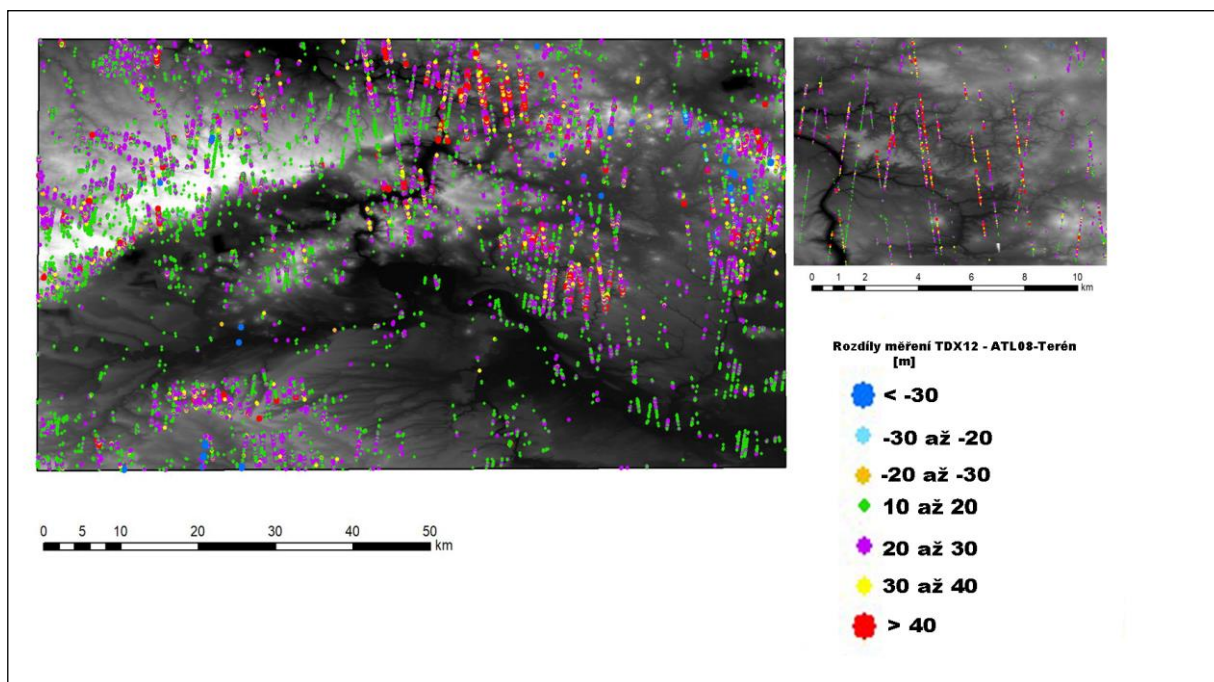 0 5 10 20 30 40 50
km
0 1 2 4 6 8 10
km
Rozdíly měření TDX12 - ATL08-Terén
[m]
< -30
-30 až -20
-20 až -30
10 až 20
20 až 30
30 až 40
> 40